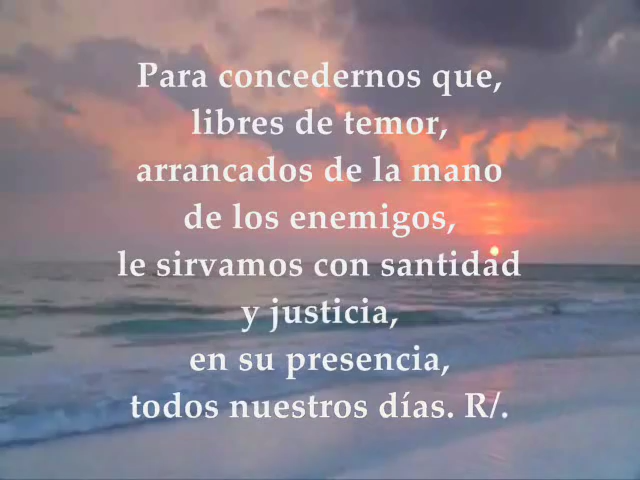 Para concedernos que,
libres de temor,
arrancados de la mano
de los enemigos,
le sirvamos con santidad
y justicia,
en su presencia,
todos nuestros días. R/.